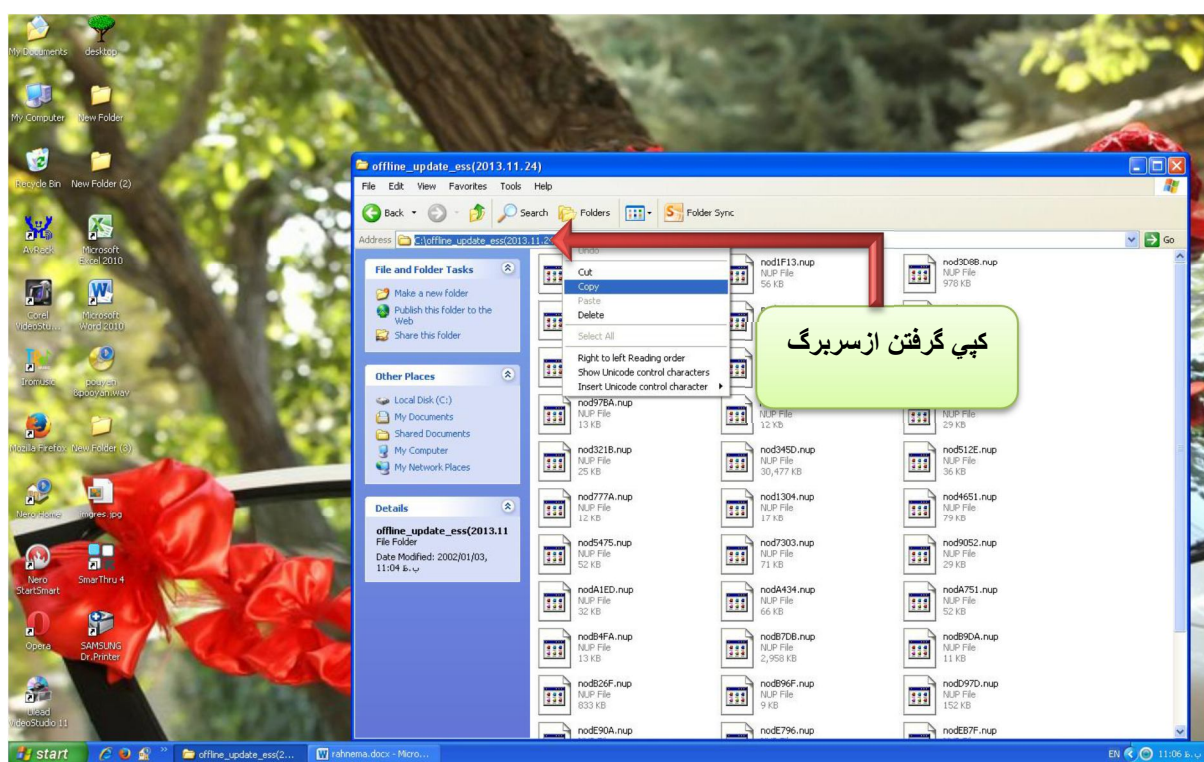 My Documents
desktop
My Computer
New Folder
Recycle Bin
New Folder (2)
AvReck
Microsoft
Excel 2010
Corel
VideoStu...
Microsoft
Word 2010
Iromusic
pouyan
&pooyan.wav
Mozilla Firefox
New Folder (3)
Nero Home
imgres.jpg
Nero
StartSmart
SmarThru 4
Opera
SAMSUNG
Dr.Printer
VideoStudio 11
offline_update_ess(2013.11.24)
File Edit View Favorites Tools Help
Back Search Folders Folder Sync
Address C:\offline_update_ess(2013.11.24)
Go
File and Folder Tasks
Make a new folder
Publish this folder to the
Web
Share this folder
Other Places
Local Disk (C:)
My Documents
Shared Documents
My Computer
My Network Places
Details
offline_update_ess(2013.11
File Folder
Date Modified: 2002/01/03,
11:04 ب.ظ
Undo
Cut
Copy
Paste
Delete
Select All
Right to left Reading order
Show Unicode control characters
Insert Unicode control character
کپي گرفتن ازسربرگ
nod1F13.nup
NUP File
56 KB
nod3D8B.nup
NUP File
978 KB
nod97BA.nup
NUP File
13 KB
NUP File
12 KB
NUP File
29 KB
nod321B.nup
NUP File
25 KB
nod345D.nup
NUP File
30,477 KB
nod512E.nup
NUP File
36 KB
nod777A.nup
NUP File
12 KB
nod1304.nup
NUP File
17 KB
nod4651.nup
NUP File
79 KB
nod5475.nup
NUP File
52 KB
nod7303.nup
NUP File
71 KB
nod9052.nup
NUP File
29 KB
nodA1ED.nup
NUP File
32 KB
nodA434.nup
NUP File
66 KB
nodA751.nup
NUP File
52 KB
nodB4FA.nup
NUP File
13 KB
nodB7DB.nup
NUP File
2,958 KB
nodB9DA.nup
NUP File
11 KB
nodB26F.nup
NUP File
833 KB
nodB96F.nup
NUP File
9 KB
nodD97D.nup
NUP File
152 KB
nodE90A.nup
nodE796.nup
nodEB7F.nup
start
offline_update_ess(2...
rahnema.docx - Micro...
EN
11:06 ب.ظ